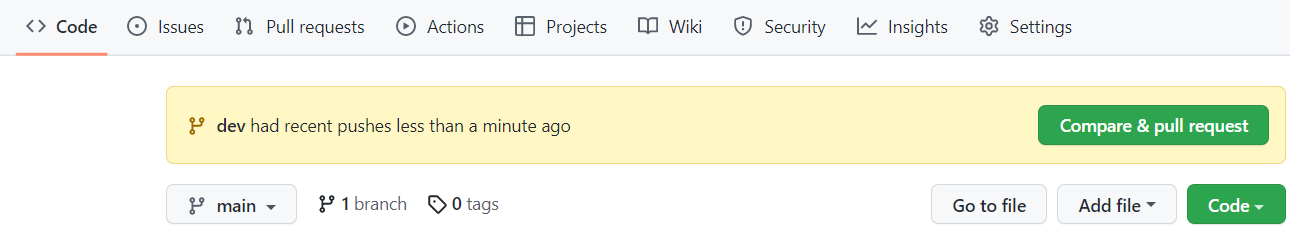 Code Issues Pull requests Actions Projects Wiki Security Insights Settings
dev had recent pushes less than a minute ago Compare & pull request
main 1 branch 0 tags Go to file Add file Code